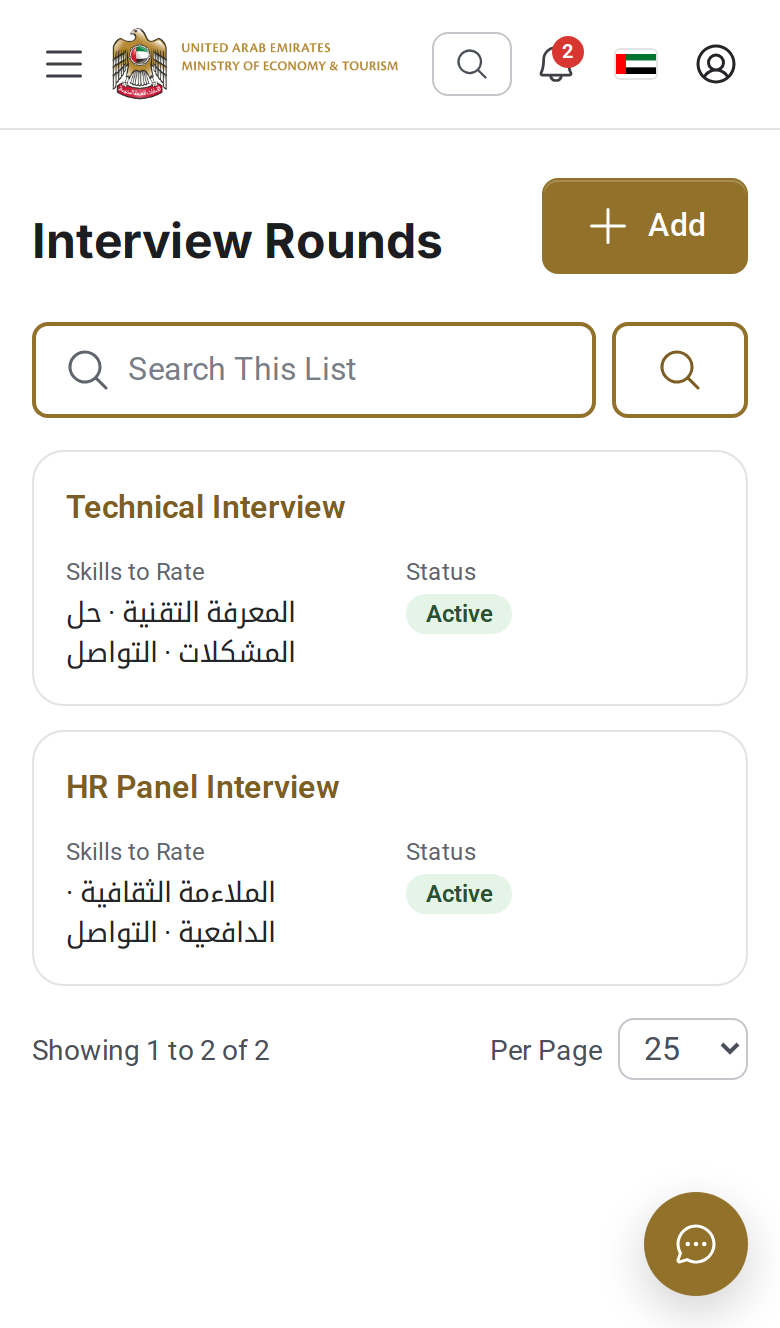 UNITED ARAB EMIRATES
MINISTRY OF ECONOMY & TOURISM
2
Interview Rounds
Add
Search This List
Technical Interview
Skills to Rate
المعرفة التقنية · حل
المشكلات · التواصل
Status
Active
HR Panel Interview
Skills to Rate
الملاءمة الثقافية ·
الدافعية · التواصل
Status
Active
Showing 1 to 2 of 2
Per Page
25